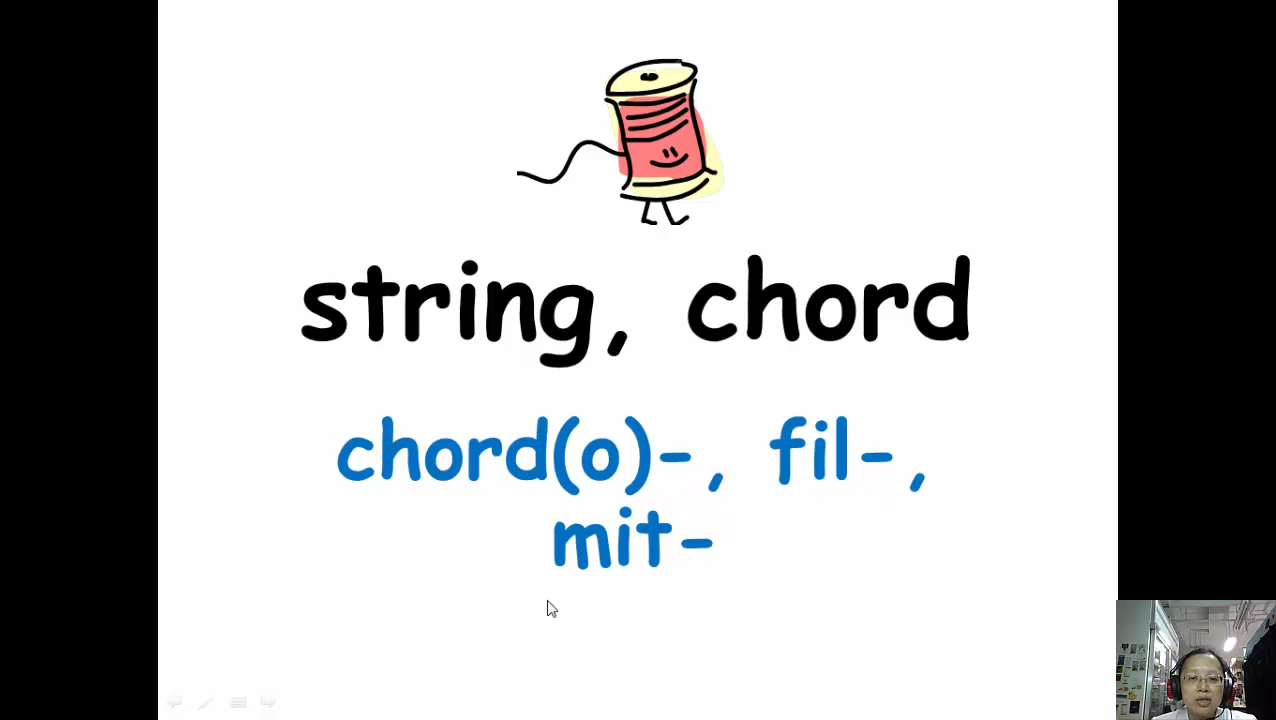 string, chord
chord(o)-, fil-,
mit-